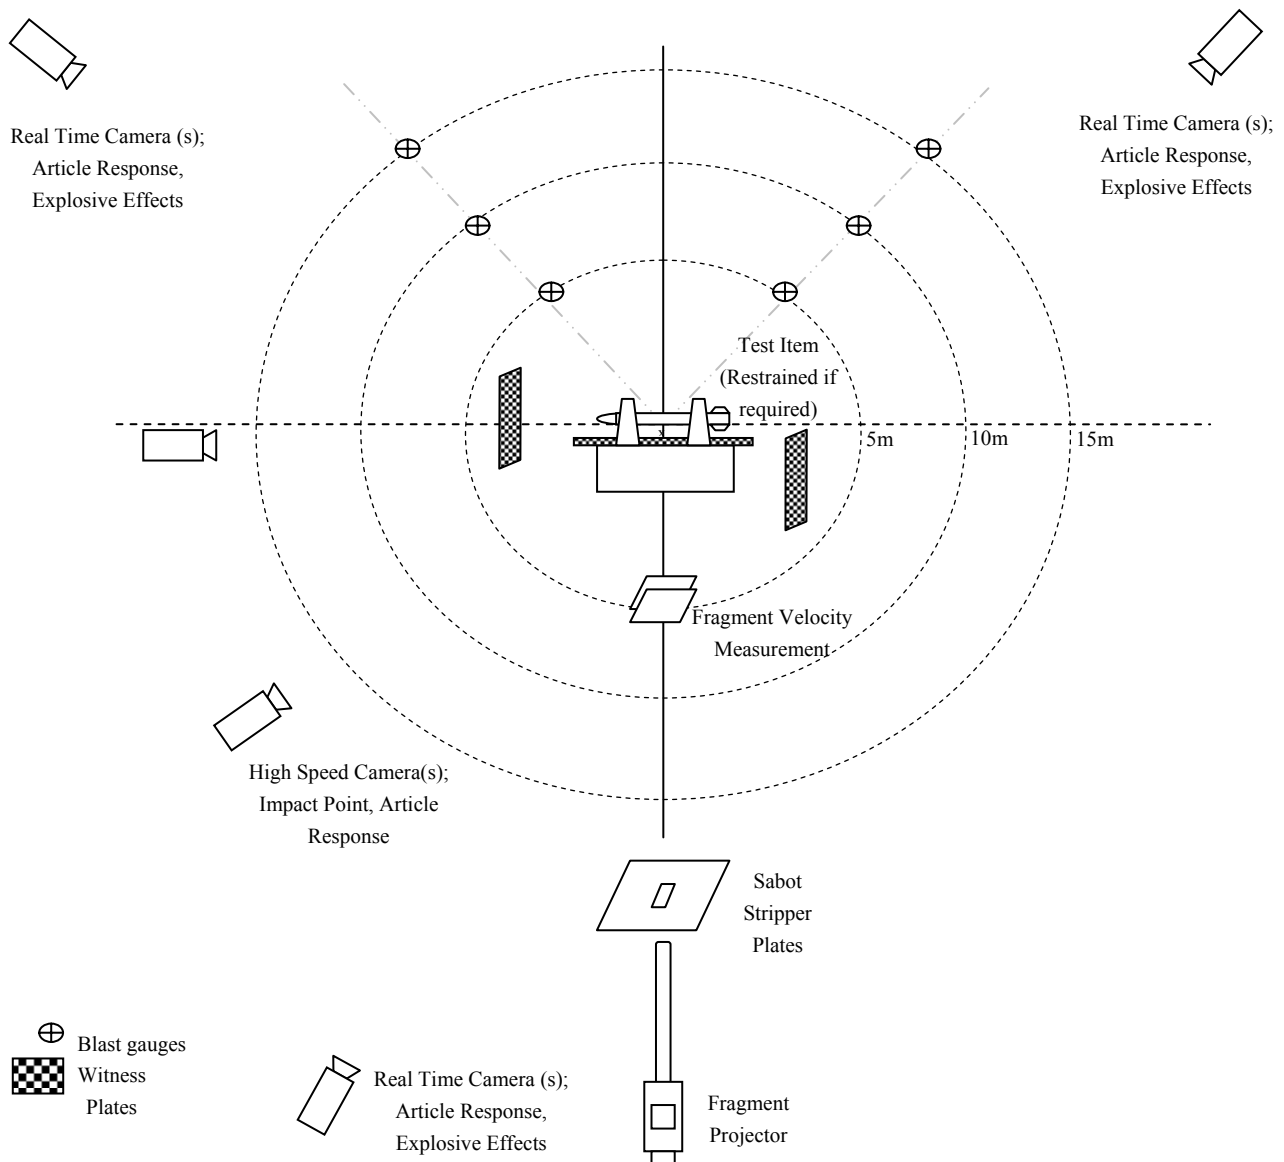 Real Time Camera (s);
Article Response,
Explosive Effects
Real Time Camera (s);
Article Response,
Explosive Effects
Test Item
(Restrained if
required)
x
5m
10m
15m
Fragment Velocity
Measurement
High Speed Camera(s);
Impact Point, Article
Response
Sabot
Stripper
Plates
Blast gauges
Witness
Plates
Real Time Camera (s);
Article Response,
Explosive Effects
Fragment
Projector